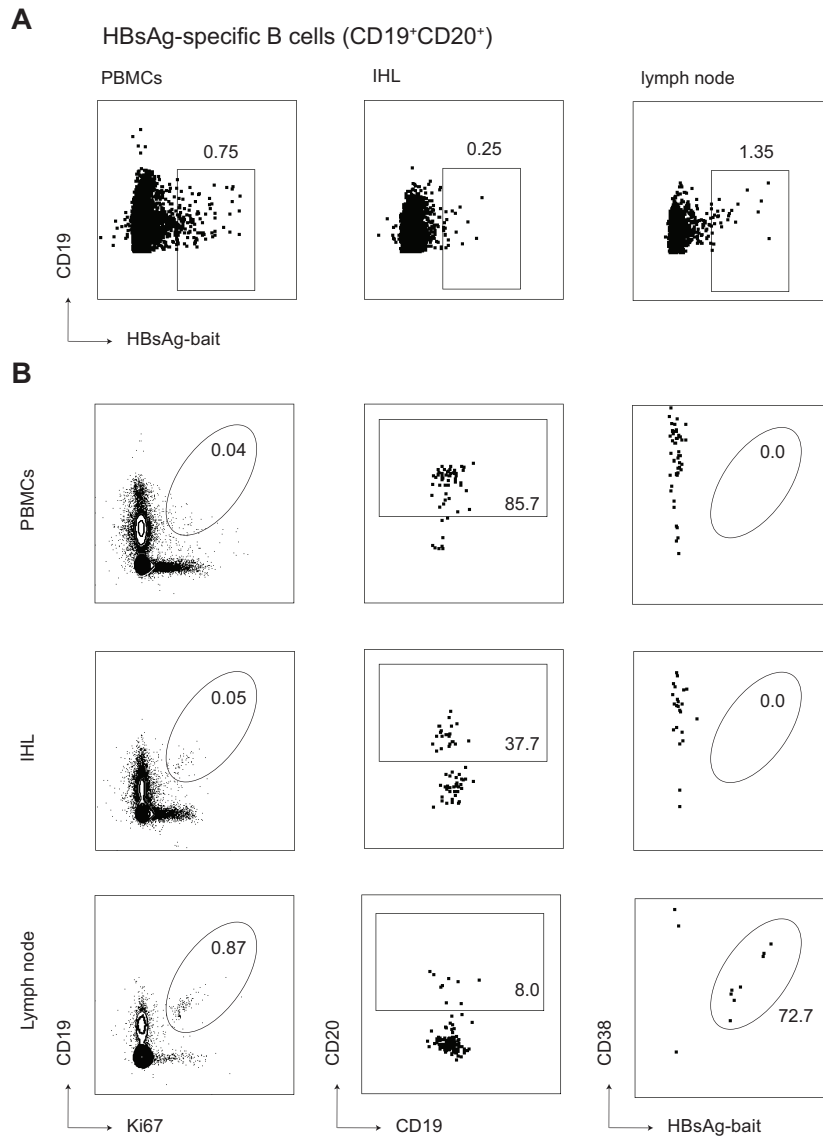 A
HBsAg-specific B cells (CD19⁺CD20⁺)
PBMCs IHL lymph node
0.75 0.25 1.35
CD19
HBsAg-bait
B
PBMCs
0.04 85.7 0.0
IHL
0.05 37.7 0.0
Lymph node
0.87 8.0 72.7
CD19 CD20 CD38
Ki67 CD19 HBsAg-bait